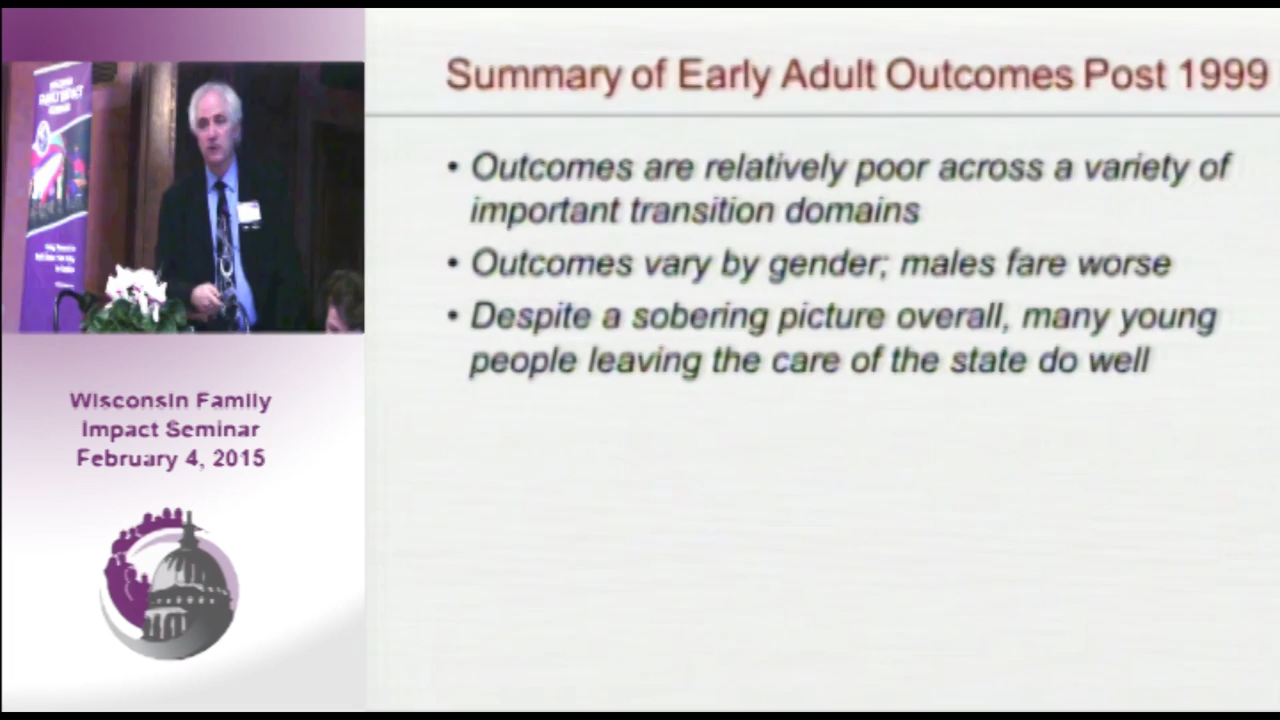 Summary of Early Adult Outcomes Post 1999
• Outcomes are relatively poor across a variety of
important transition domains
• Outcomes vary by gender; males fare worse
• Despite a sobering picture overall, many young
people leaving the care of the state do well
Wisconsin Family
Impact Seminar
February 4, 2015